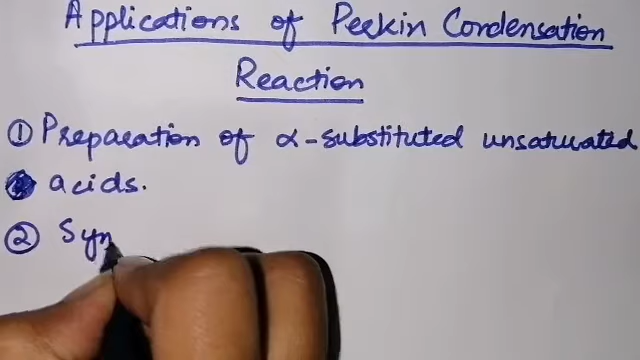 Applications of Perkin Condensation
Reaction
① Preparation of α-substituted unsaturated
acids.
② Syn